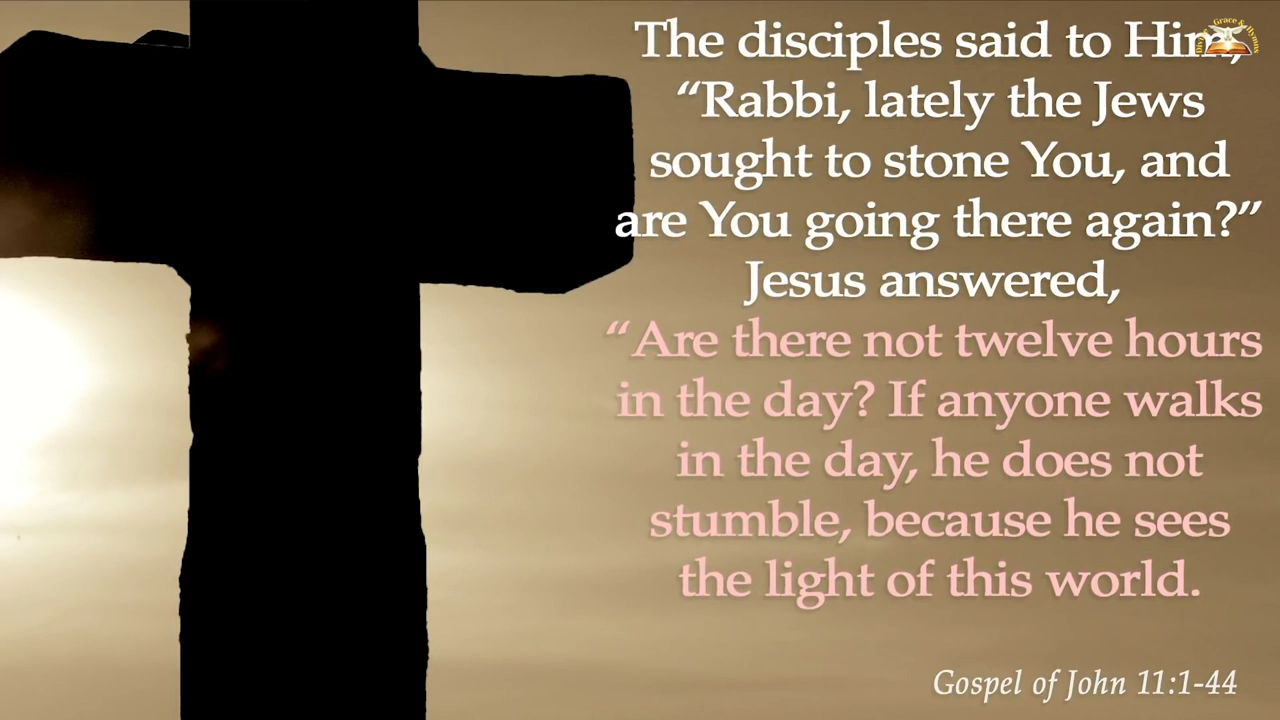 The disciples said to Him,
“Rabbi, lately the Jews
sought to stone You, and
are You going there again?”
Jesus answered,
“Are there not twelve hours
in the day? If anyone walks
in the day, he does not
stumble, because he sees
the light of this world.
Gospel of John 11:1-44
Grace & Hymns